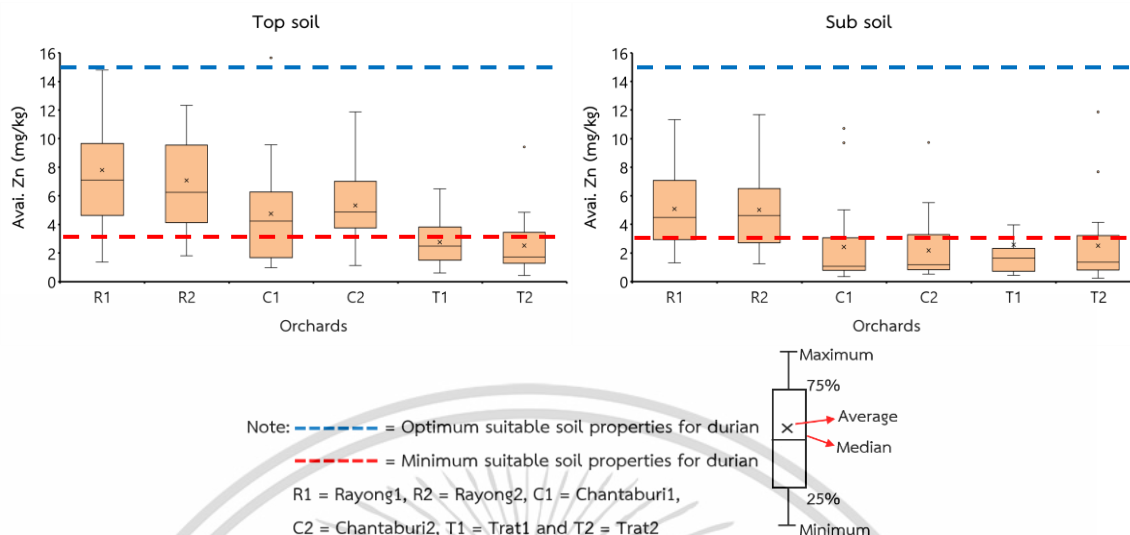 Top soil
Avai. Zn (mg/kg)
16
14
12
10
8
6
4
2
0
R1 R2 C1 C2 T1 T2
Orchards
Sub soil
Avai. Zn (mg/kg)
16
14
12
10
8
6
4
2
0
R1 R2 C1 C2 T1 T2
Orchards
Note: = Optimum suitable soil properties for durian
= Minimum suitable soil properties for durian
R1 = Rayong1, R2 = Rayong2, C1 = Chantaburi1,
C2 = Chantaburi2, T1 = Trat1 and T2 = Trat2
Maximum
75%
Average
Median
25%
Minimum